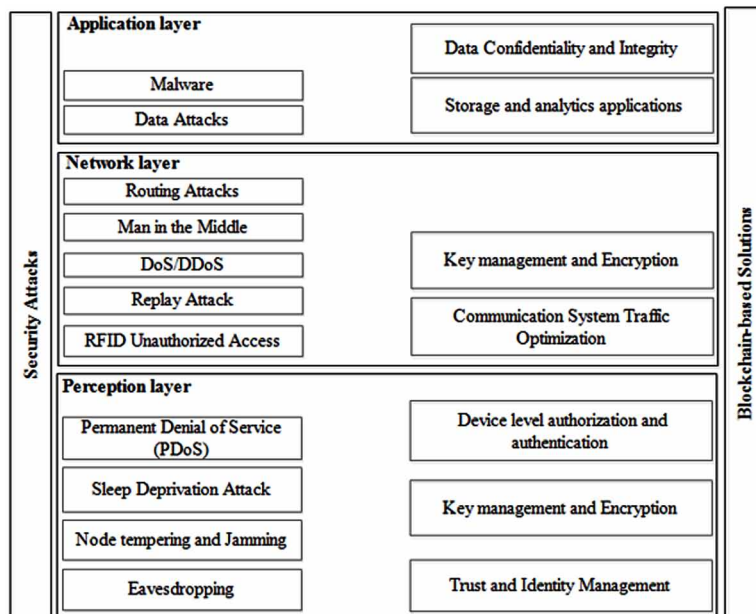 Security Attacks
Application layer
Malware
Data Attacks
Data Confidentiality and Integrity
Storage and analytics applications
Network layer
Routing Attacks
Man in the Middle
DoS/DDoS
Replay Attack
RFID Unauthorized Access
Key management and Encryption
Communication System Traffic
Optimization
Perception layer
Permanent Denial of Service
(PDoS)
Sleep Deprivation Attack
Node tempering and Jamming
Eavesdropping
Device level authorization and
authentication
Key management and Encryption
Trust and Identity Management
Blockchain-based Solutions